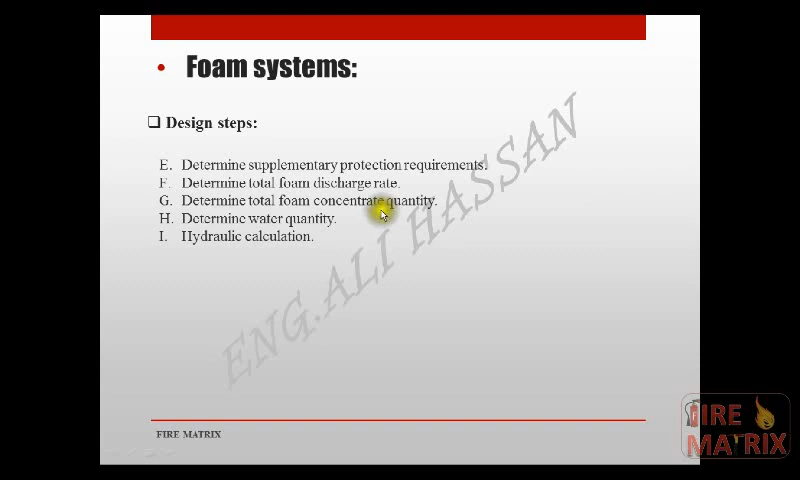 • Foam systems:
❑ Design steps:
E. Determine supplementary protection requirements.
F. Determine total foam discharge rate.
G. Determine total foam concentrate quantity.
H. Determine water quantity.
I. Hydraulic calculation.
ENG.ALI HASSAN
FIRE MATRIX
FIRE
MATRIX